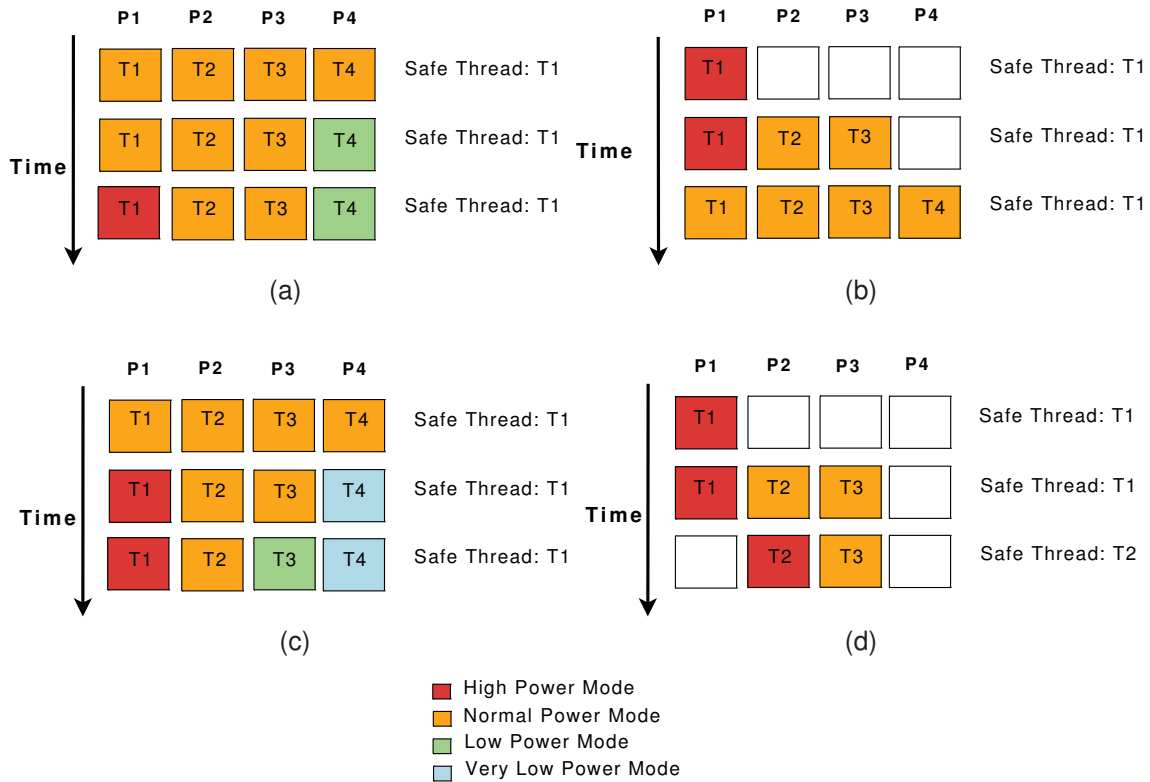 P1 P2 P3 P4
T1 T2 T3 T4 Safe Thread: T1
T1 T2 T3 T4 Safe Thread: T1
Time
T1 T2 T3 T4 Safe Thread: T1
(a)
P1 P2 P3 P4
T1 Safe Thread: T1
T1 T2 T3 Safe Thread: T1
Time
T1 T2 T3 T4 Safe Thread: T1
(b)
P1 P2 P3 P4
T1 T2 T3 T4 Safe Thread: T1
T1 T2 T3 T4 Safe Thread: T1
Time
T1 T2 T3 T4 Safe Thread: T1
(c)
P1 P2 P3 P4
T1 Safe Thread: T1
T1 T2 T3 Safe Thread: T1
Time
T2 T3 Safe Thread: T2
(d)
High Power Mode
Normal Power Mode
Low Power Mode
Very Low Power Mode